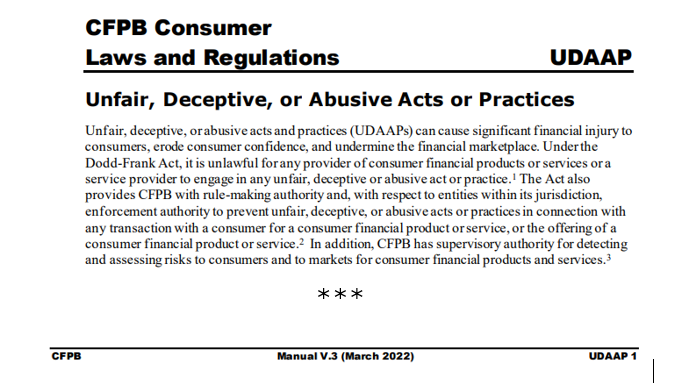 CFPB Consumer
Laws and Regulations UDAAP
Unfair, Deceptive, or Abusive Acts or Practices
Unfair, deceptive, or abusive acts and practices (UDAAPs) can cause significant financial injury to
consumers, erode consumer confidence, and undermine the financial marketplace. Under the
Dodd-Frank Act, it is unlawful for any provider of consumer financial products or services or a
service provider to engage in any unfair, deceptive or abusive act or practice.¹ The Act also
provides CFPB with rule-making authority and, with respect to entities within its jurisdiction,
enforcement authority to prevent unfair, deceptive, or abusive acts or practices in connection with
any transaction with a consumer for a consumer financial product or service, or the offering of a
consumer financial product or service.² In addition, CFPB has supervisory authority for detecting
and assessing risks to consumers and to markets for consumer financial products and services.³
***
CFPB Manual V.3 (March 2022) UDAAP 1